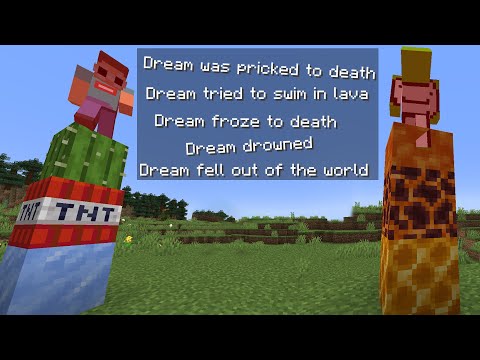 Dream was pricked to death
Dream tried to swim in lava
Dream froze to death
Dream drowned
Dream fell out of the world
TNT TNT